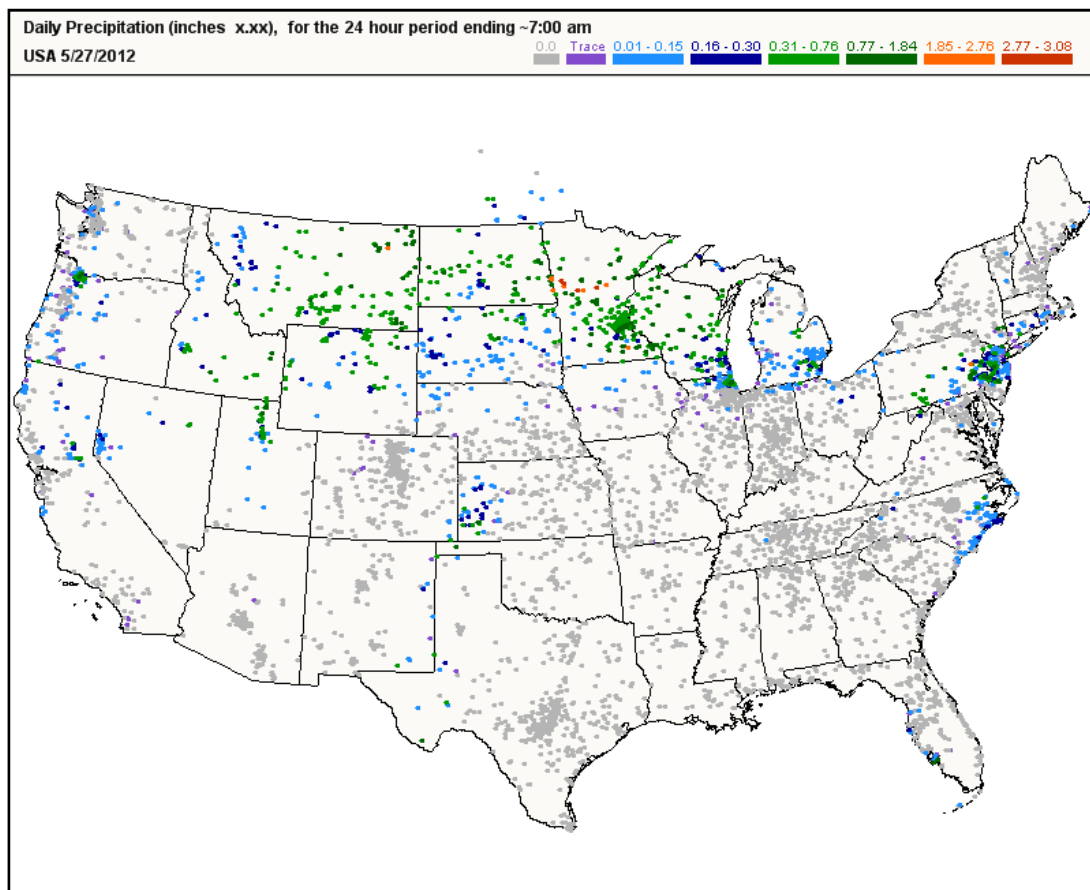 Daily Precipitation (inches x.xx), for the 24 hour period ending ~7:00 am
USA 5/27/2012
0.0 Trace 0.01 - 0.15 0.16 - 0.30 0.31 - 0.76 0.77 - 1.84 1.85 - 2.76 2.77 - 3.08